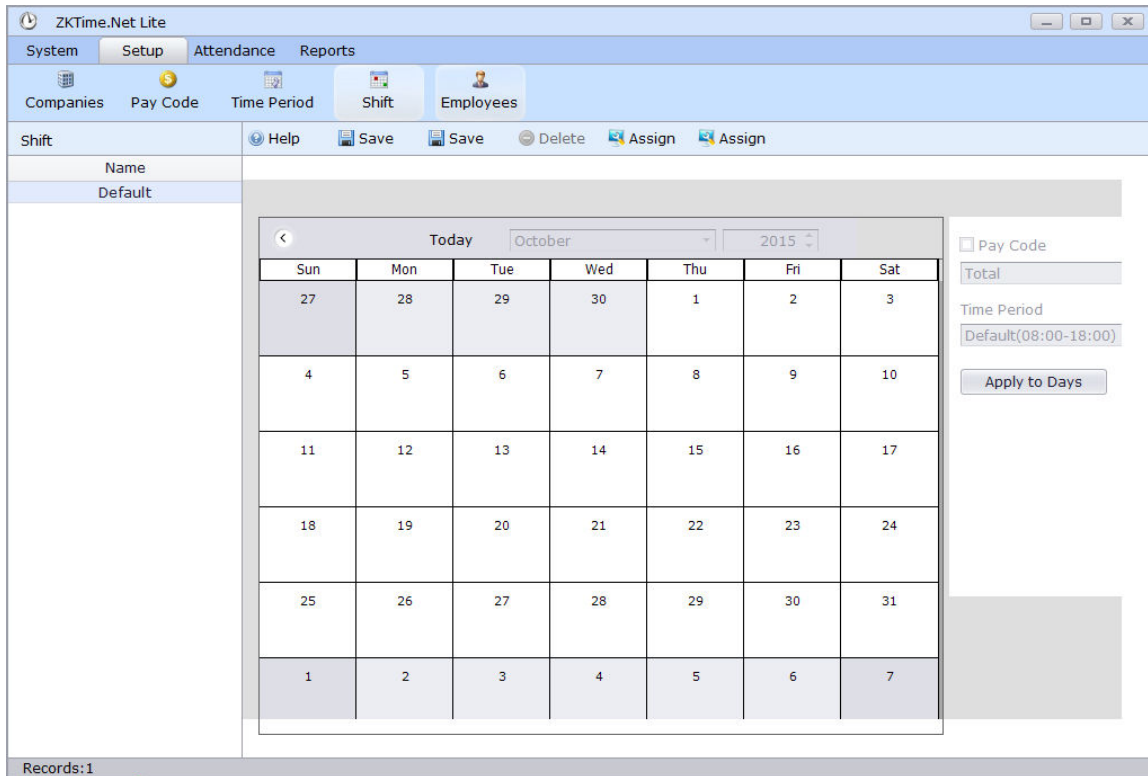 ZKTime.Net Lite
System Setup Attendance Reports
Companies Pay Code Time Period Shift Employees
Shift
Help Save Save Delete Assign Assign
Name
Default
Today October 2015
Sun Mon Tue Wed Thu Fri Sat
27 28 29 30 1 2 3
4 5 6 7 8 9 10
11 12 13 14 15 16 17
18 19 20 21 22 23 24
25 26 27 28 29 30 31
1 2 3 4 5 6 7
Pay Code
Total
Time Period
Default(08:00-18:00)
Apply to Days
Records:1